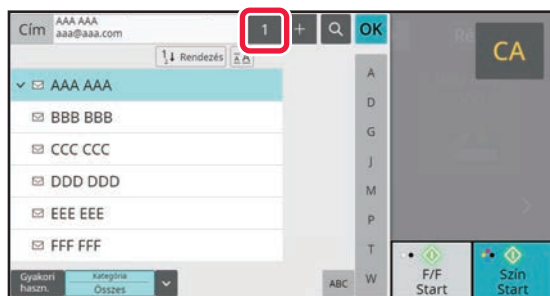 Cím
AAA AAA
aaa@aaa.com
1
+
OK
CA
Rendezés
AAA AAA
BBB BBB
CCC CCC
DDD DDD
EEE EEE
FFF FFF
A
D
G
J
M
P
T
W
Gyakori
haszn.
Kategória
Összes
ABC
F/F
Start
Szín
Start